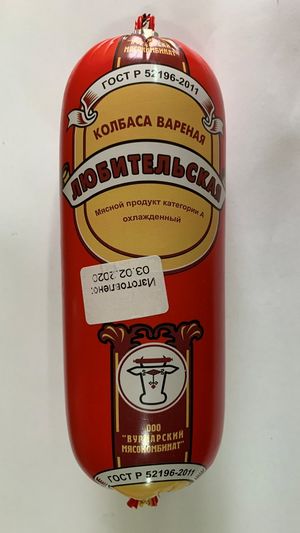 МЯСОКОМБИНАТ"
ГОСТ Р 52196-2011
КОЛБАСА ВАРЕНАЯ
ЛЮБИТЕЛЬСКАЯ
Мясной продукт категории А
охлажденный
Изготовлено:
03.02.2020
ООО
"ВУРНАРСКИЙ
МЯСОКОМБИНАТ"
ГОСТ Р 52196-2011